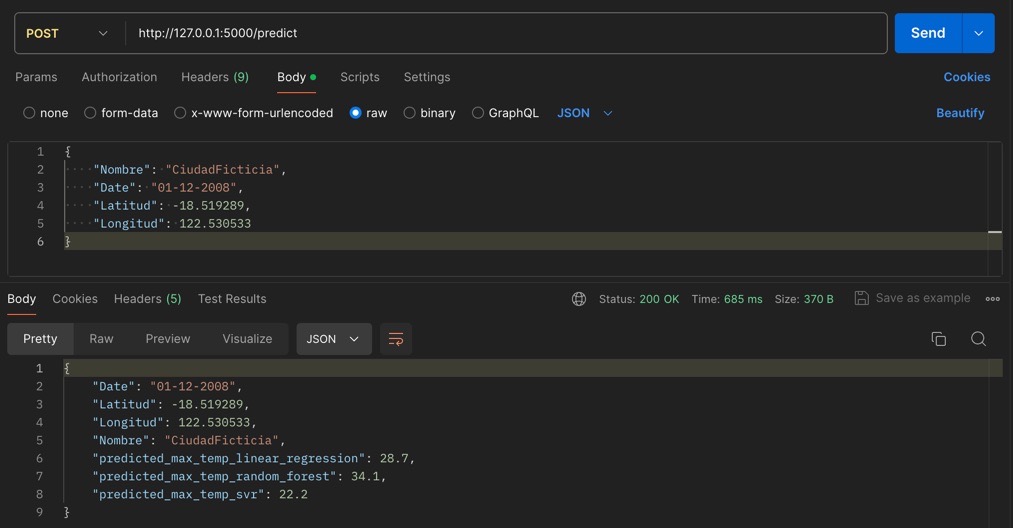 POST http://127.0.0.1:5000/predict Send
Params Authorization Headers (9) Body Scripts Settings Cookies
none form-data x-www-form-urlencoded raw binary GraphQL JSON Beautify
1 {
2 ····"Nombre":·"CiudadFicticia",
3 ····"Date":·"01-12-2008",
4 ····"Latitud":·-18.519289,
5 ····"Longitud":·122.530533
6 }
Body Cookies Headers (5) Test Results Status: 200 OK Time: 685 ms Size: 370 B Save as example
Pretty Raw Preview Visualize JSON
1 {
2 "Date": "01-12-2008",
3 "Latitud": -18.519289,
4 "Longitud": 122.530533,
5 "Nombre": "CiudadFicticia",
6 "predicted_max_temp_linear_regression": 28.7,
7 "predicted_max_temp_random_forest": 34.1,
8 "predicted_max_temp_svr": 22.2
9 }